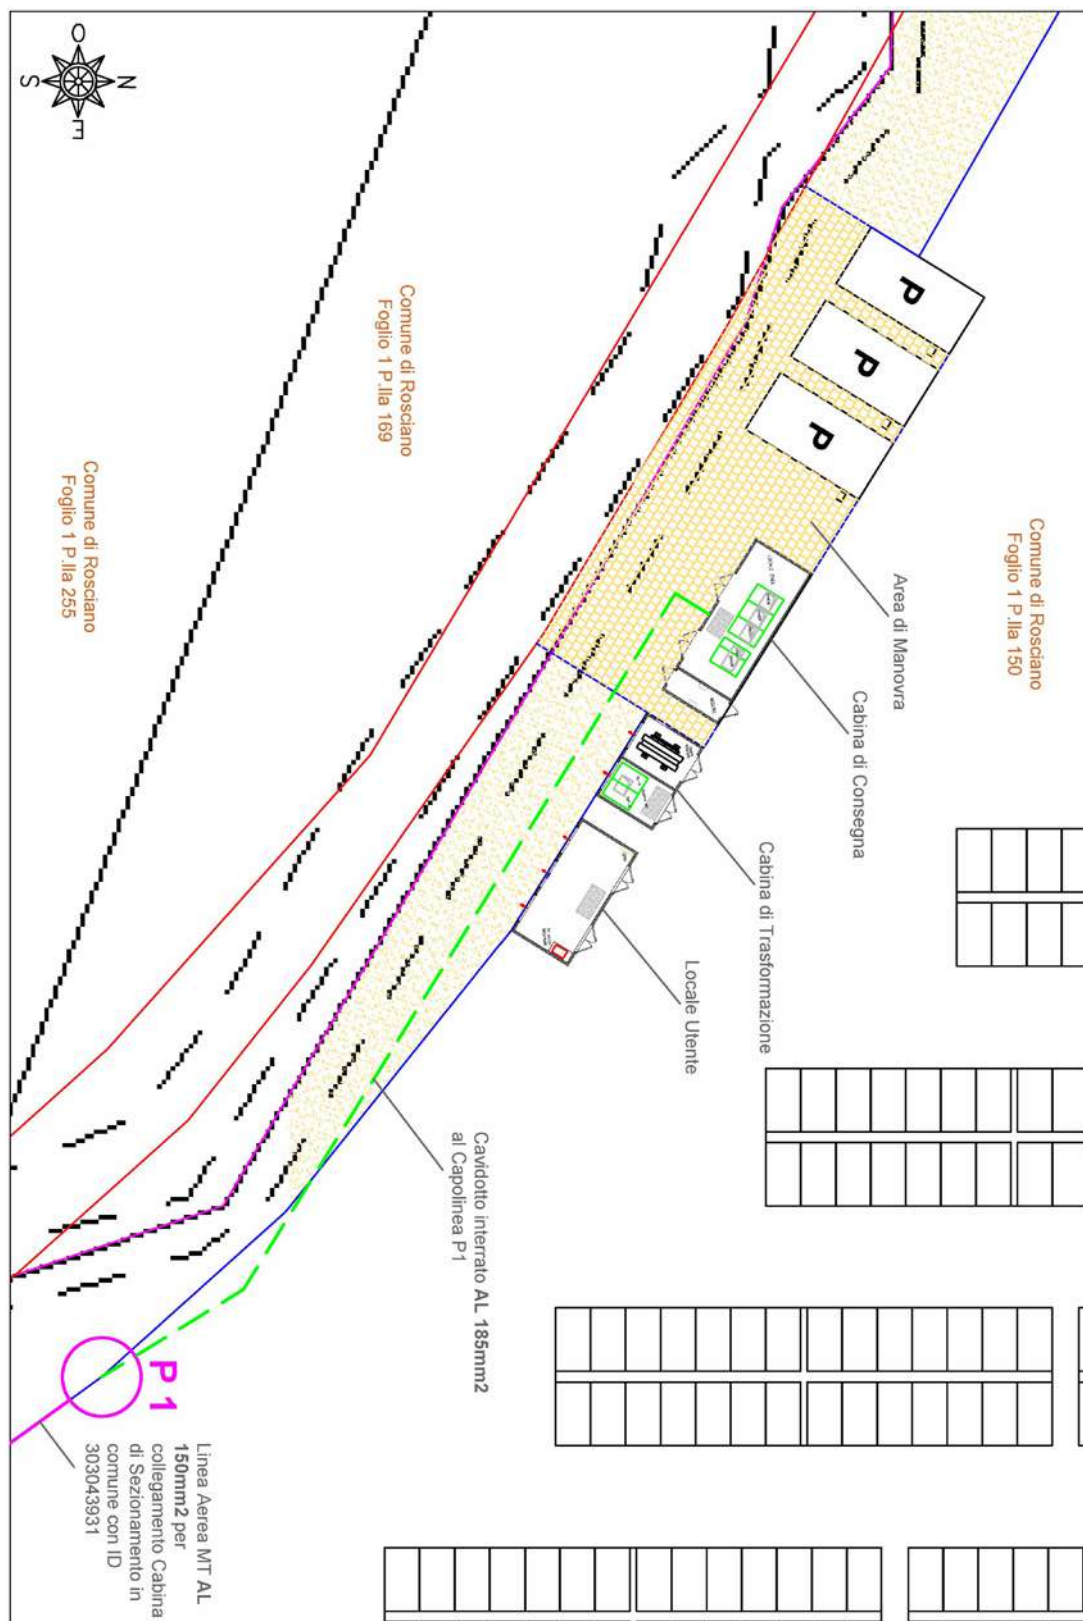 O
N
S
E
P
P
P
Comune di Rosciano
Foglio 1 P.lla 150
Area di Manovra
Cabina di Consegna
Cabina di Trasformazione
Locale Utente
Comune di Rosciano
Foglio 1 P.lla 169
Comune di Rosciano
Foglio 1 P.lla 255
Cavidotto interrato AL 185mm2
al Capolinea P1
P1
Linea Aerea MT AL
150mm2 per
collegamento Cabina
di Sezionamento in
comune con ID
303043931